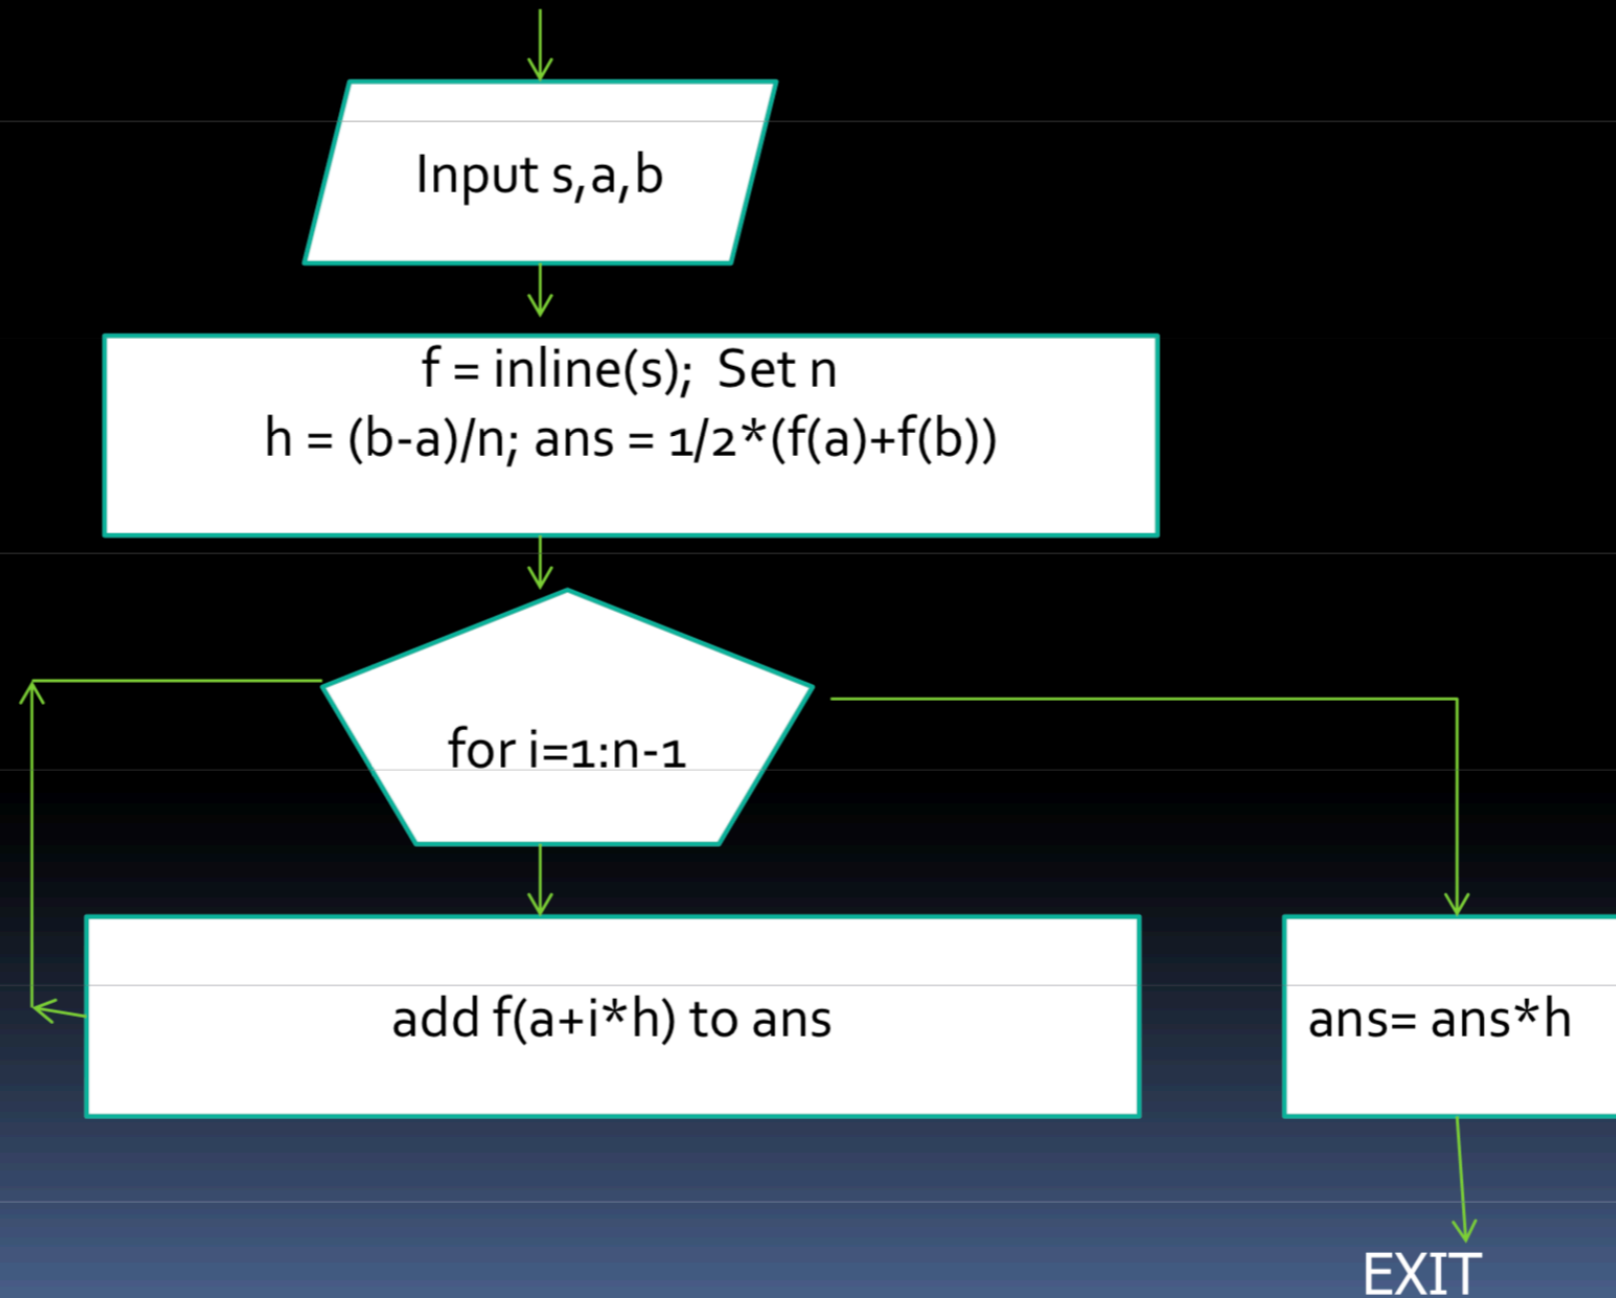 Input s,a,b
f = inline(s);  Set n
h = (b-a)/n; ans = 1/2*(f(a)+f(b))
for i=1:n-1
add f(a+i*h) to ans
ans= ans*h
EXIT